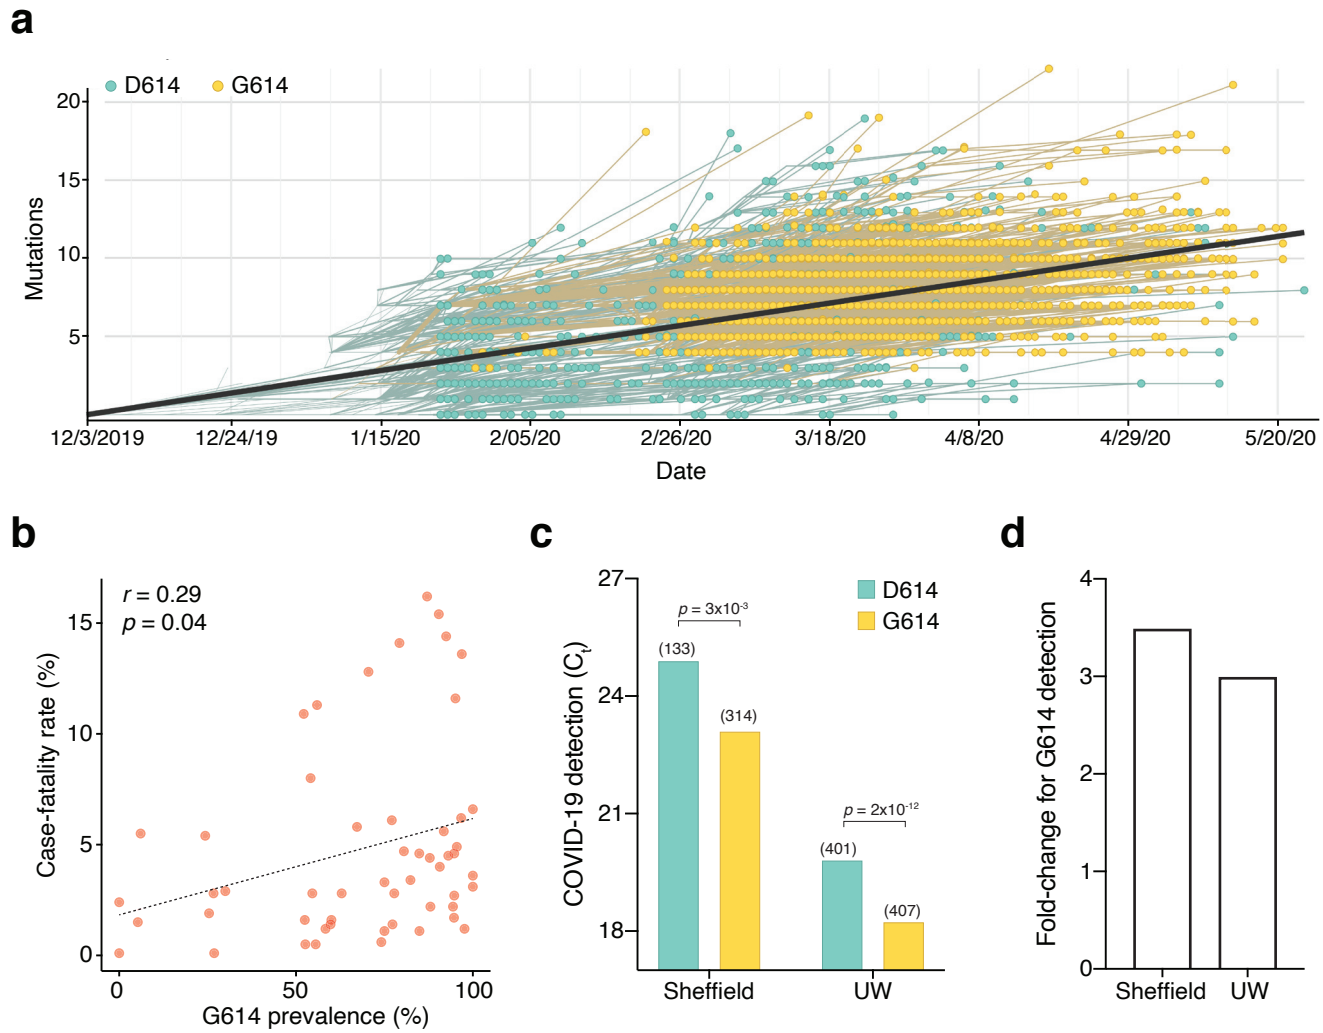 a
D614 G614
20
15
10
5
Mutations
12/3/2019 12/24/19 1/15/20 2/05/20 2/26/20 3/18/20 4/8/20 4/29/20 5/20/20
Date
b
r = 0.29
p = 0.04
15
10
5
0
Case-fatality rate (%)
0 50 100
G614 prevalence (%)
c
27
24
21
18
COVID-19 detection (Ct)
D614
G614
p = 3x10-3
(133)
(314)
p = 2x10-12
(401)
(407)
Sheffield UW
d
4
3
2
1
0
Fold-change for G614 detection
Sheffield UW